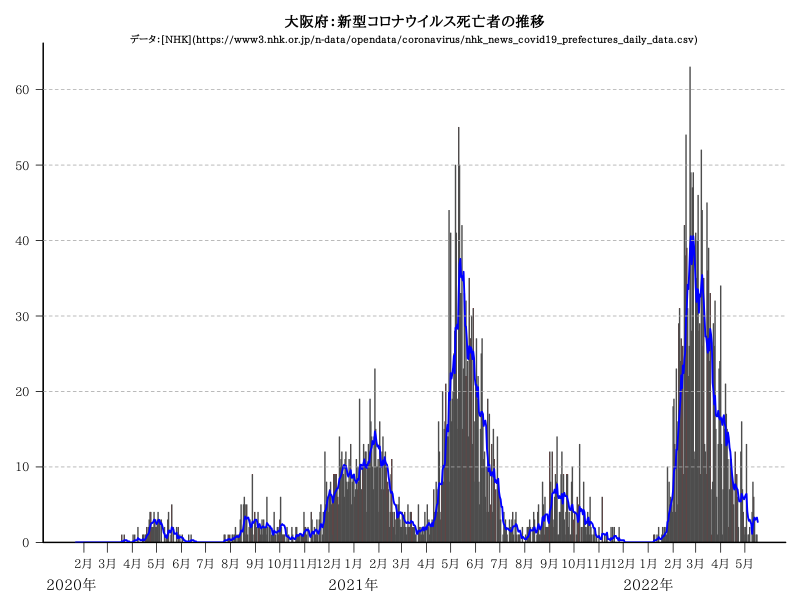 大阪府：新型コロナウイルス死亡者の推移
データ：[NHK](https://www3.nhk.or.jp/n-data/opendata/coronavirus/nhk_news_covid19_prefectures_daily_data.csv)
60
50
40
30
20
10
0
2月 3月 4月 5月 6月 7月 8月 9月 10月 11月 12月 1月 2月 3月 4月 5月 6月 7月 8月 9月 10月 11月 12月 1月 2月 3月 4月 5月
2020年 2021年 2022年